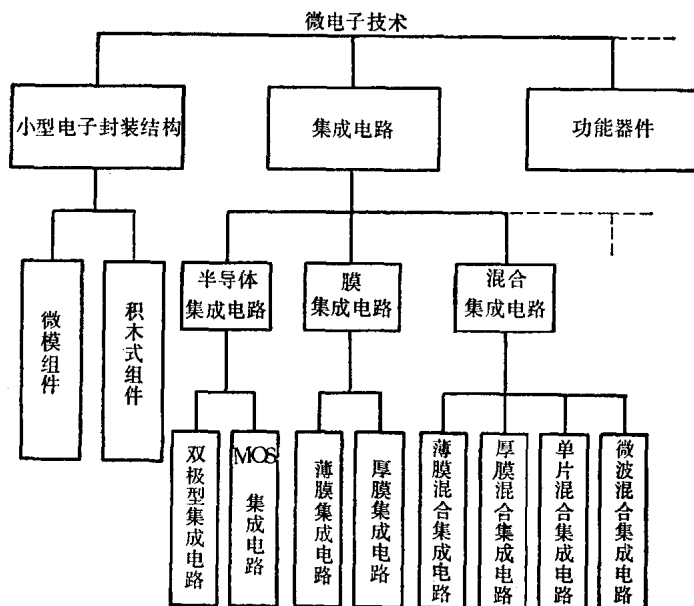 微电子技术
小型电子封装结构
集成电路
功能器件
半导体
集成电路
膜
集成电路
混合
集成电路
微模组件
积木式组件
双极型集成电路
MOS
集成电路
薄膜集成电路
厚膜集成电路
薄膜混合集成电路
厚膜混合集成电路
单片混合集成电路
微波混合集成电路